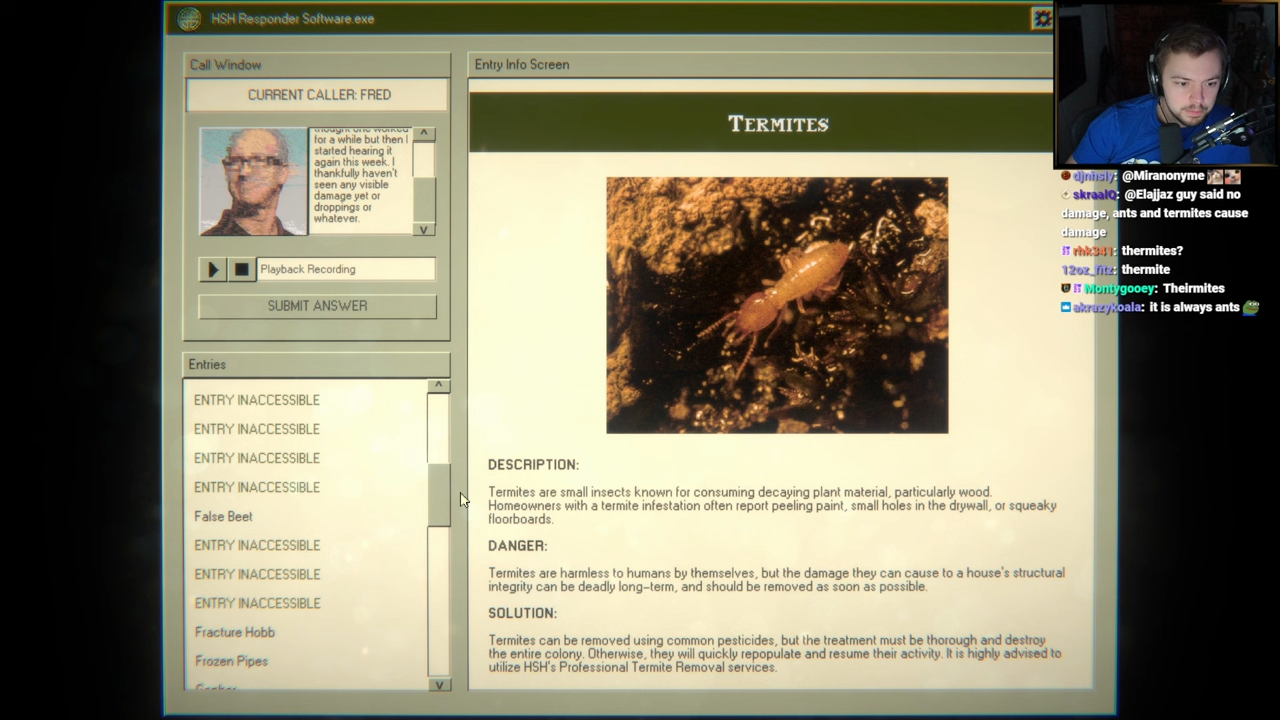 HSH Responder Software.exe
Call Window
CURRENT CALLER: FRED
thought one worked
for a while but then I
started hearing it
again this week. I
thankfully haven't
seen any visible
damage yet or
droppings or
whatever.
Playback Recording
SUBMIT ANSWER
Entries
ENTRY INACCESSIBLE
ENTRY INACCESSIBLE
ENTRY INACCESSIBLE
ENTRY INACCESSIBLE
False Beet
ENTRY INACCESSIBLE
ENTRY INACCESSIBLE
ENTRY INACCESSIBLE
Fracture Hobb
Frozen Pipes
Entry Info Screen
TERMITES
DESCRIPTION:
Termites are small insects known for consuming decaying plant material, particularly wood.
Homeowners with a termite infestation often report peeling paint, small holes in the drywall, or squeaky
floorboards.
DANGER:
Termites are harmless to humans by themselves, but the damage they can cause to a house's structural
integrity can be deadly long-term, and should be removed as soon as possible.
SOLUTION:
Termites can be removed using common pesticides, but the treatment must be thorough and destroy
the entire colony. Otherwise, they will quickly repopulate and resume their activity. It is highly advised to
utilize HSH's Professional Termite Removal services.
djnhsly: @Miranonyme
skraalQ: @Elajjaz guy said no
damage, ants and termites cause
damage
rhk341: thermites?
12oz_fitz: thermite
Montygooey: Theirmites
akrazykoala: it is always ants